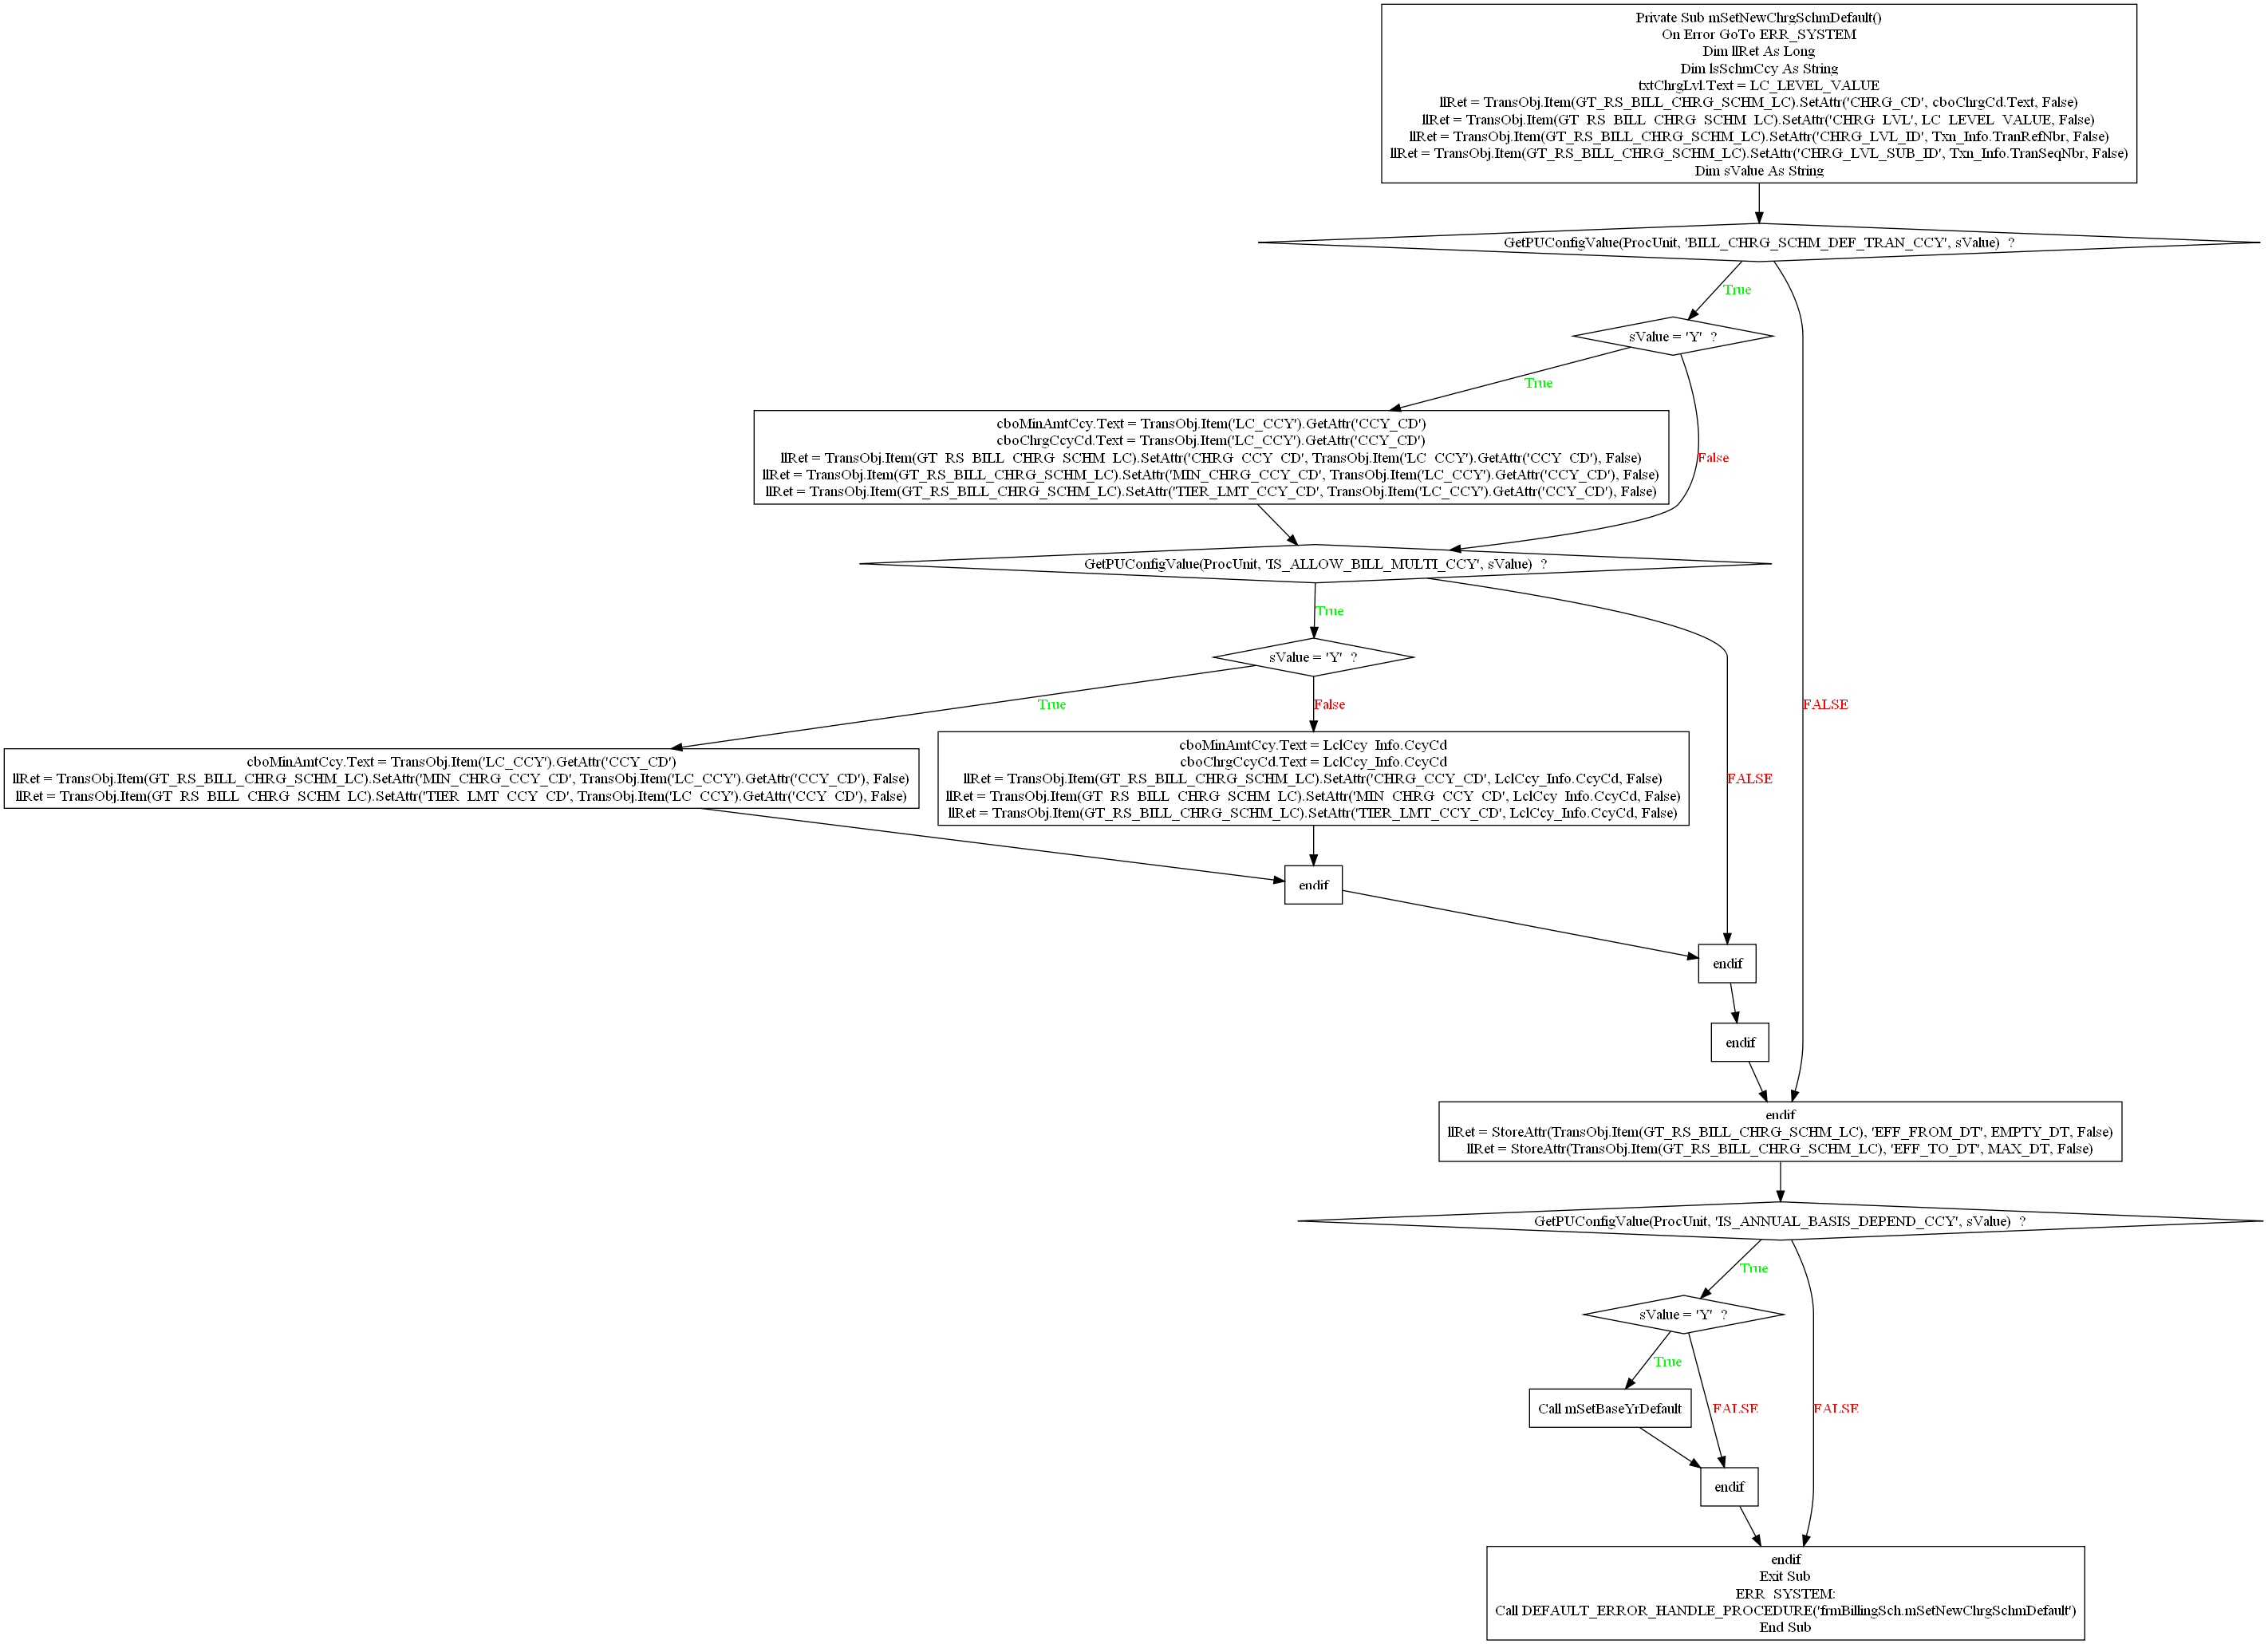 Private Sub mSetNewChrgSchmDefault()
On Error GoTo ERR_SYSTEM
Dim llRet As Long
Dim lsSchmCcy As String
txtChrgLvl.Text = LC_LEVEL_VALUE
llRet = TransObj.Item(GT_RS_BILL_CHRG_SCHM_LC).SetAttr('CHRG_CD', cboChrgCd.Text, False)
llRet = TransObj.Item(GT_RS_BILL_CHRG_SCHM_LC).SetAttr('CHRG_LVL', LC_LEVEL_VALUE, False)
llRet = TransObj.Item(GT_RS_BILL_CHRG_SCHM_LC).SetAttr('CHRG_LVL_ID', Txn_Info.TranRefNbr, False)
llRet = TransObj.Item(GT_RS_BILL_CHRG_SCHM_LC).SetAttr('CHRG_LVL_SUB_ID', Txn_Info.TranSeqNbr, False)
Dim sValue As String
GetPUConfigValue(ProcUnit, 'BILL_CHRG_SCHM_DEF_TRAN_CCY', sValue)  ?
True
sValue = 'Y'  ?
True
cboMinAmtCcy.Text = TransObj.Item('LC_CCY').GetAttr('CCY_CD')
cboChrgCcyCd.Text = TransObj.Item('LC_CCY').GetAttr('CCY_CD')
llRet = TransObj.Item(GT_RS_BILL_CHRG_SCHM_LC).SetAttr('CHRG_CCY_CD', TransObj.Item('LC_CCY').GetAttr('CCY_CD'), False)
llRet = TransObj.Item(GT_RS_BILL_CHRG_SCHM_LC).SetAttr('MIN_CHRG_CCY_CD', TransObj.Item('LC_CCY').GetAttr('CCY_CD'), False)
llRet = TransObj.Item(GT_RS_BILL_CHRG_SCHM_LC).SetAttr('TIER_LMT_CCY_CD', TransObj.Item('LC_CCY').GetAttr('CCY_CD'), False)
False
GetPUConfigValue(ProcUnit, 'IS_ALLOW_BILL_MULTI_CCY', sValue)  ?
True
sValue = 'Y'  ?
True
False
FALSE
cboMinAmtCcy.Text = TransObj.Item('LC_CCY').GetAttr('CCY_CD')
llRet = TransObj.Item(GT_RS_BILL_CHRG_SCHM_LC).SetAttr('MIN_CHRG_CCY_CD', TransObj.Item('LC_CCY').GetAttr('CCY_CD'), False)
llRet = TransObj.Item(GT_RS_BILL_CHRG_SCHM_LC).SetAttr('TIER_LMT_CCY_CD', TransObj.Item('LC_CCY').GetAttr('CCY_CD'), False)
cboMinAmtCcy.Text = LclCcy_Info.CcyCd
cboChrgCcyCd.Text = LclCcy_Info.CcyCd
llRet = TransObj.Item(GT_RS_BILL_CHRG_SCHM_LC).SetAttr('CHRG_CCY_CD', LclCcy_Info.CcyCd, False)
llRet = TransObj.Item(GT_RS_BILL_CHRG_SCHM_LC).SetAttr('MIN_CHRG_CCY_CD', LclCcy_Info.CcyCd, False)
llRet = TransObj.Item(GT_RS_BILL_CHRG_SCHM_LC).SetAttr('TIER_LMT_CCY_CD', LclCcy_Info.CcyCd, False)
FALSE
endif
endif
endif
endif
llRet = StoreAttr(TransObj.Item(GT_RS_BILL_CHRG_SCHM_LC), 'EFF_FROM_DT', EMPTY_DT, False)
llRet = StoreAttr(TransObj.Item(GT_RS_BILL_CHRG_SCHM_LC), 'EFF_TO_DT', MAX_DT, False)
GetPUConfigValue(ProcUnit, 'IS_ANNUAL_BASIS_DEPEND_CCY', sValue)  ?
True
sValue = 'Y'  ?
True
Call mSetBaseYrDefault
FALSE
FALSE
endif
endif
Exit Sub
ERR_SYSTEM:
Call DEFAULT_ERROR_HANDLE_PROCEDURE('frmBillingSch.mSetNewChrgSchmDefault')
End Sub